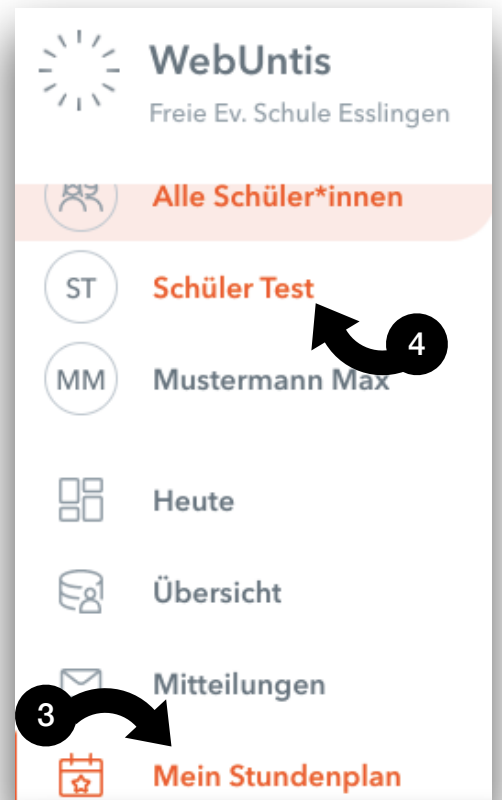 WebUntis
Freie Ev. Schule Esslingen
Alle Schüler*innen
ST Schüler Test
4
MM Mustermann Max
Heute
Übersicht
Mitteilungen
3
Mein Stundenplan